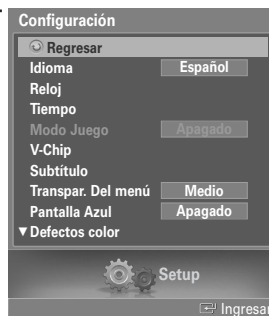 Configuración
Regresar
Idioma Español
Reloj
Tiempo
Modo Juego Apagado
V-Chip
Subtítulo
Transpar. Del menú Medio
Pantalla Azul Apagado
▼ Defectos color
Setup
Ingresar